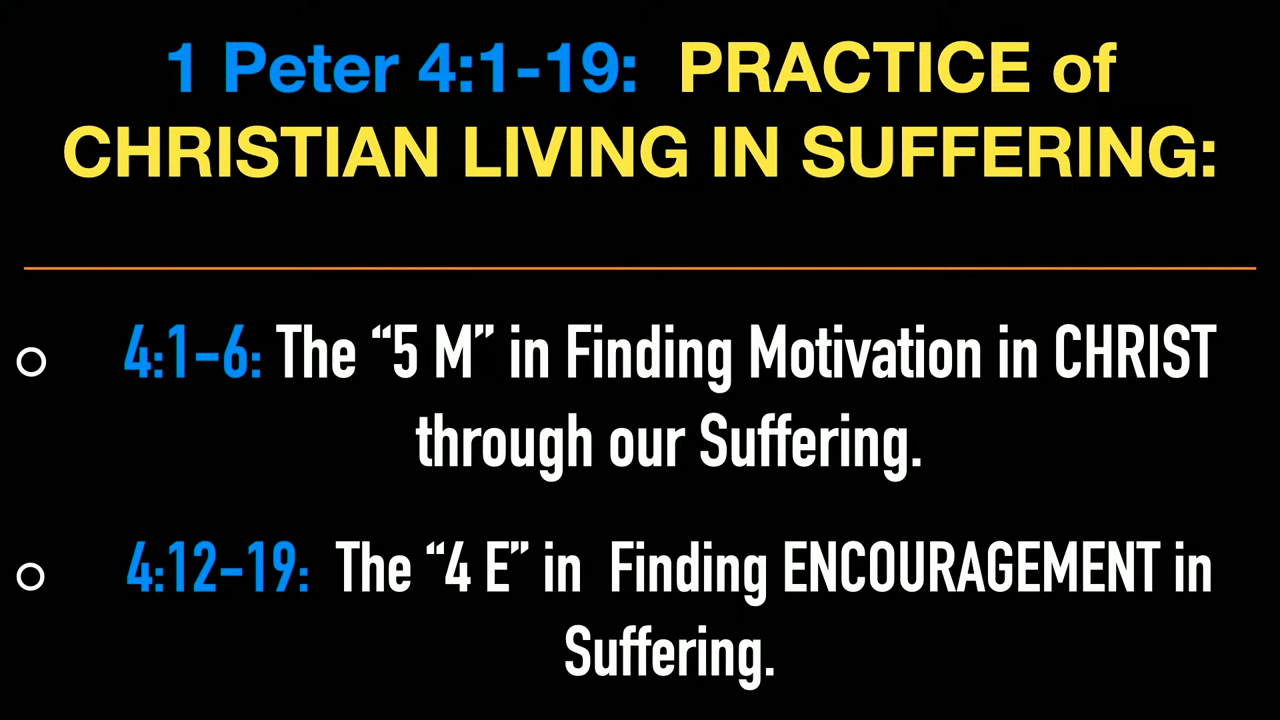 1 Peter 4:1-19: PRACTICE of
CHRISTIAN LIVING IN SUFFERING:
4:1-6: The “5 M” in Finding Motivation in CHRIST
through our Suffering.
4:12-19: The “4 E” in Finding ENCOURAGEMENT in
Suffering.